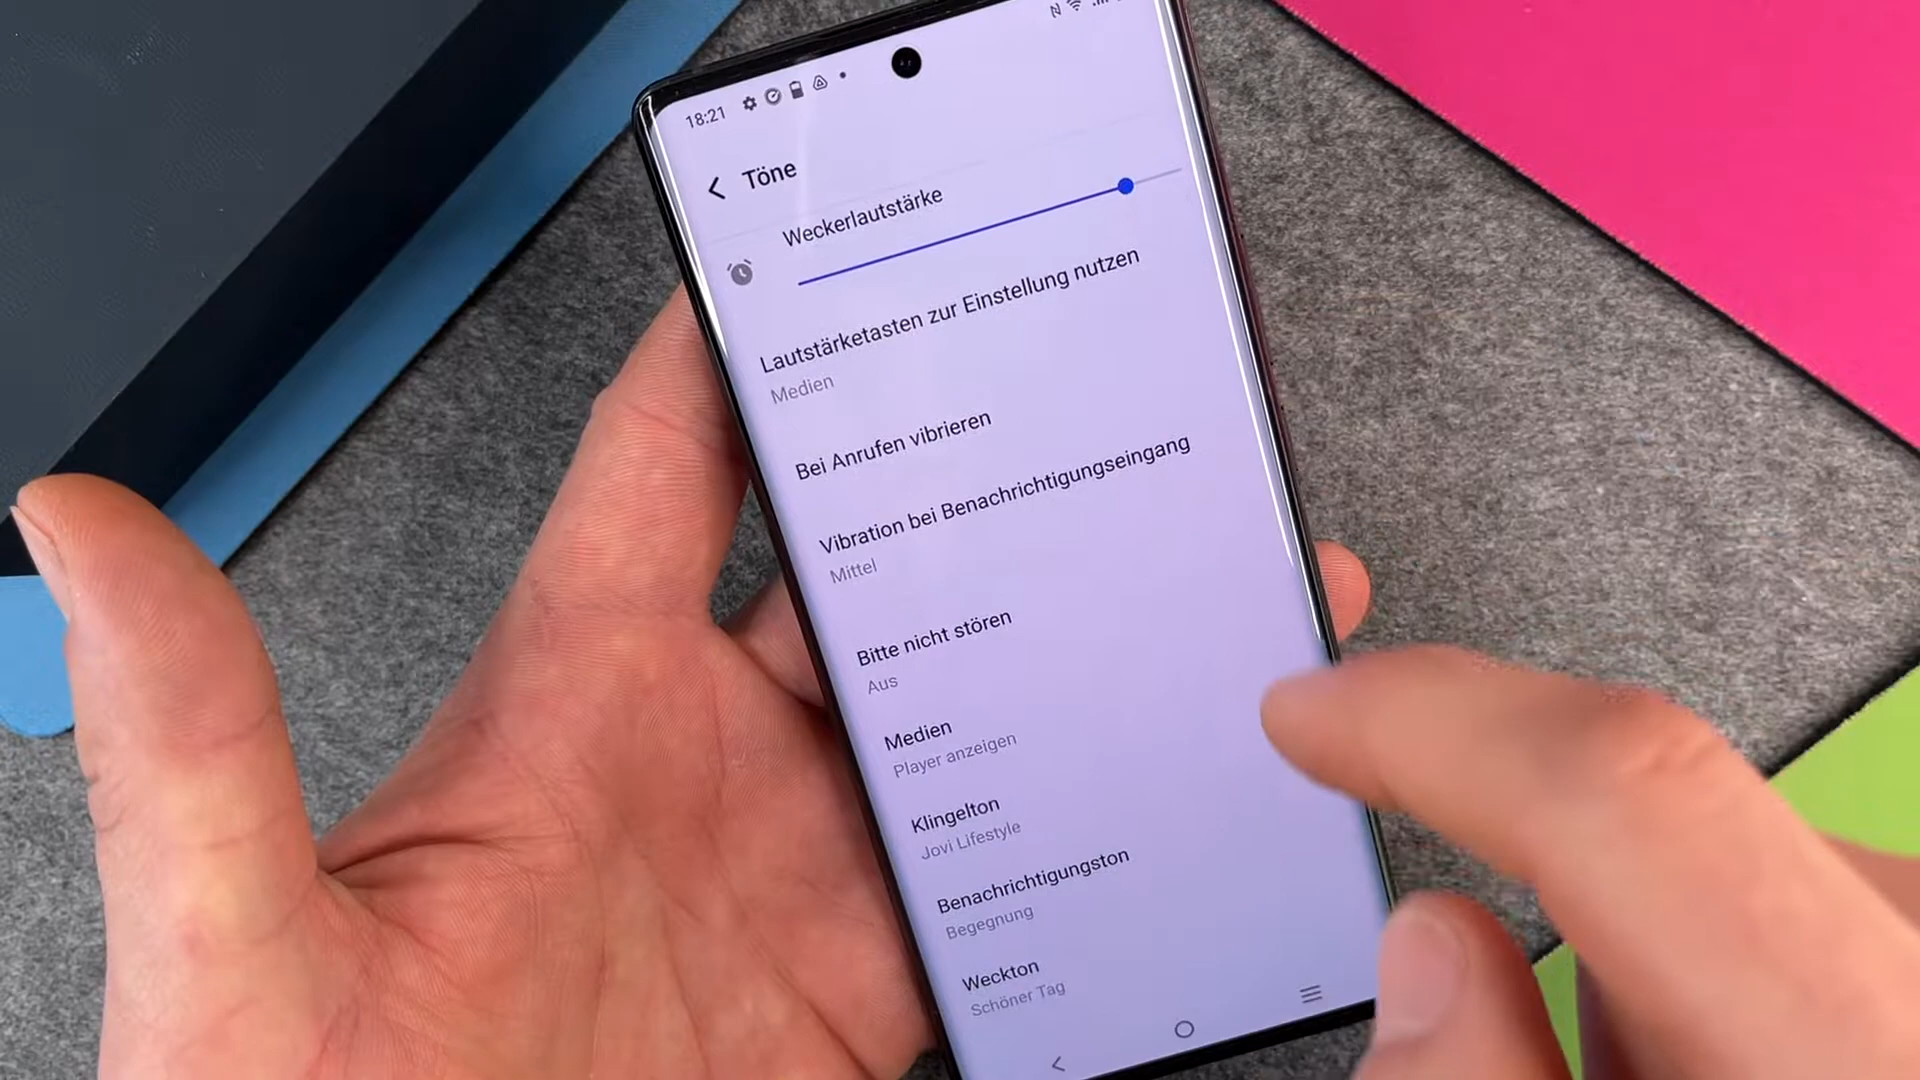 18:21
Töne
Weckerlautstärke
Lautstärketasten zur Einstellung nutzen
Medien
Bei Anrufen vibrieren
Vibration bei Benachrichtigungseingang
Mittel
Bitte nicht stören
Aus
Medien
Player anzeigen
Klingelton
Jovi Lifestyle
Benachrichtigungston
Begegnung
Weckton
Schöner Tag